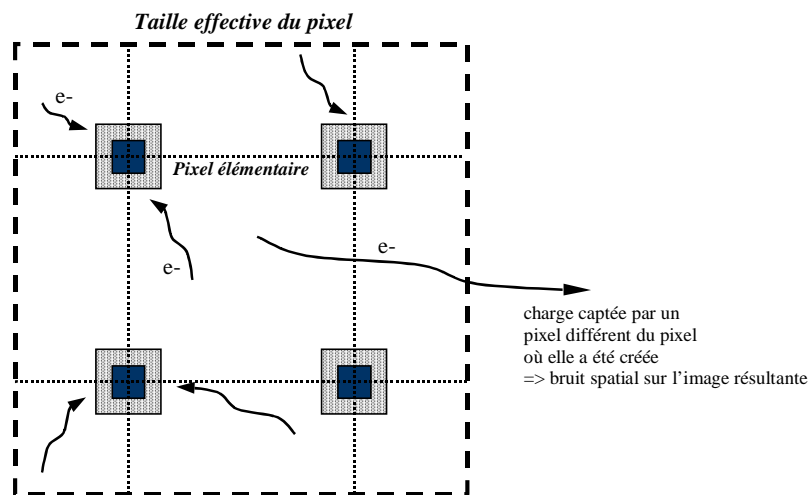 Taille effective du pixel
e-
Pixel élémentaire
e-
e-
charge captée par un
pixel différent du pixel
où elle a été créée
=> bruit spatial sur l'image résultante